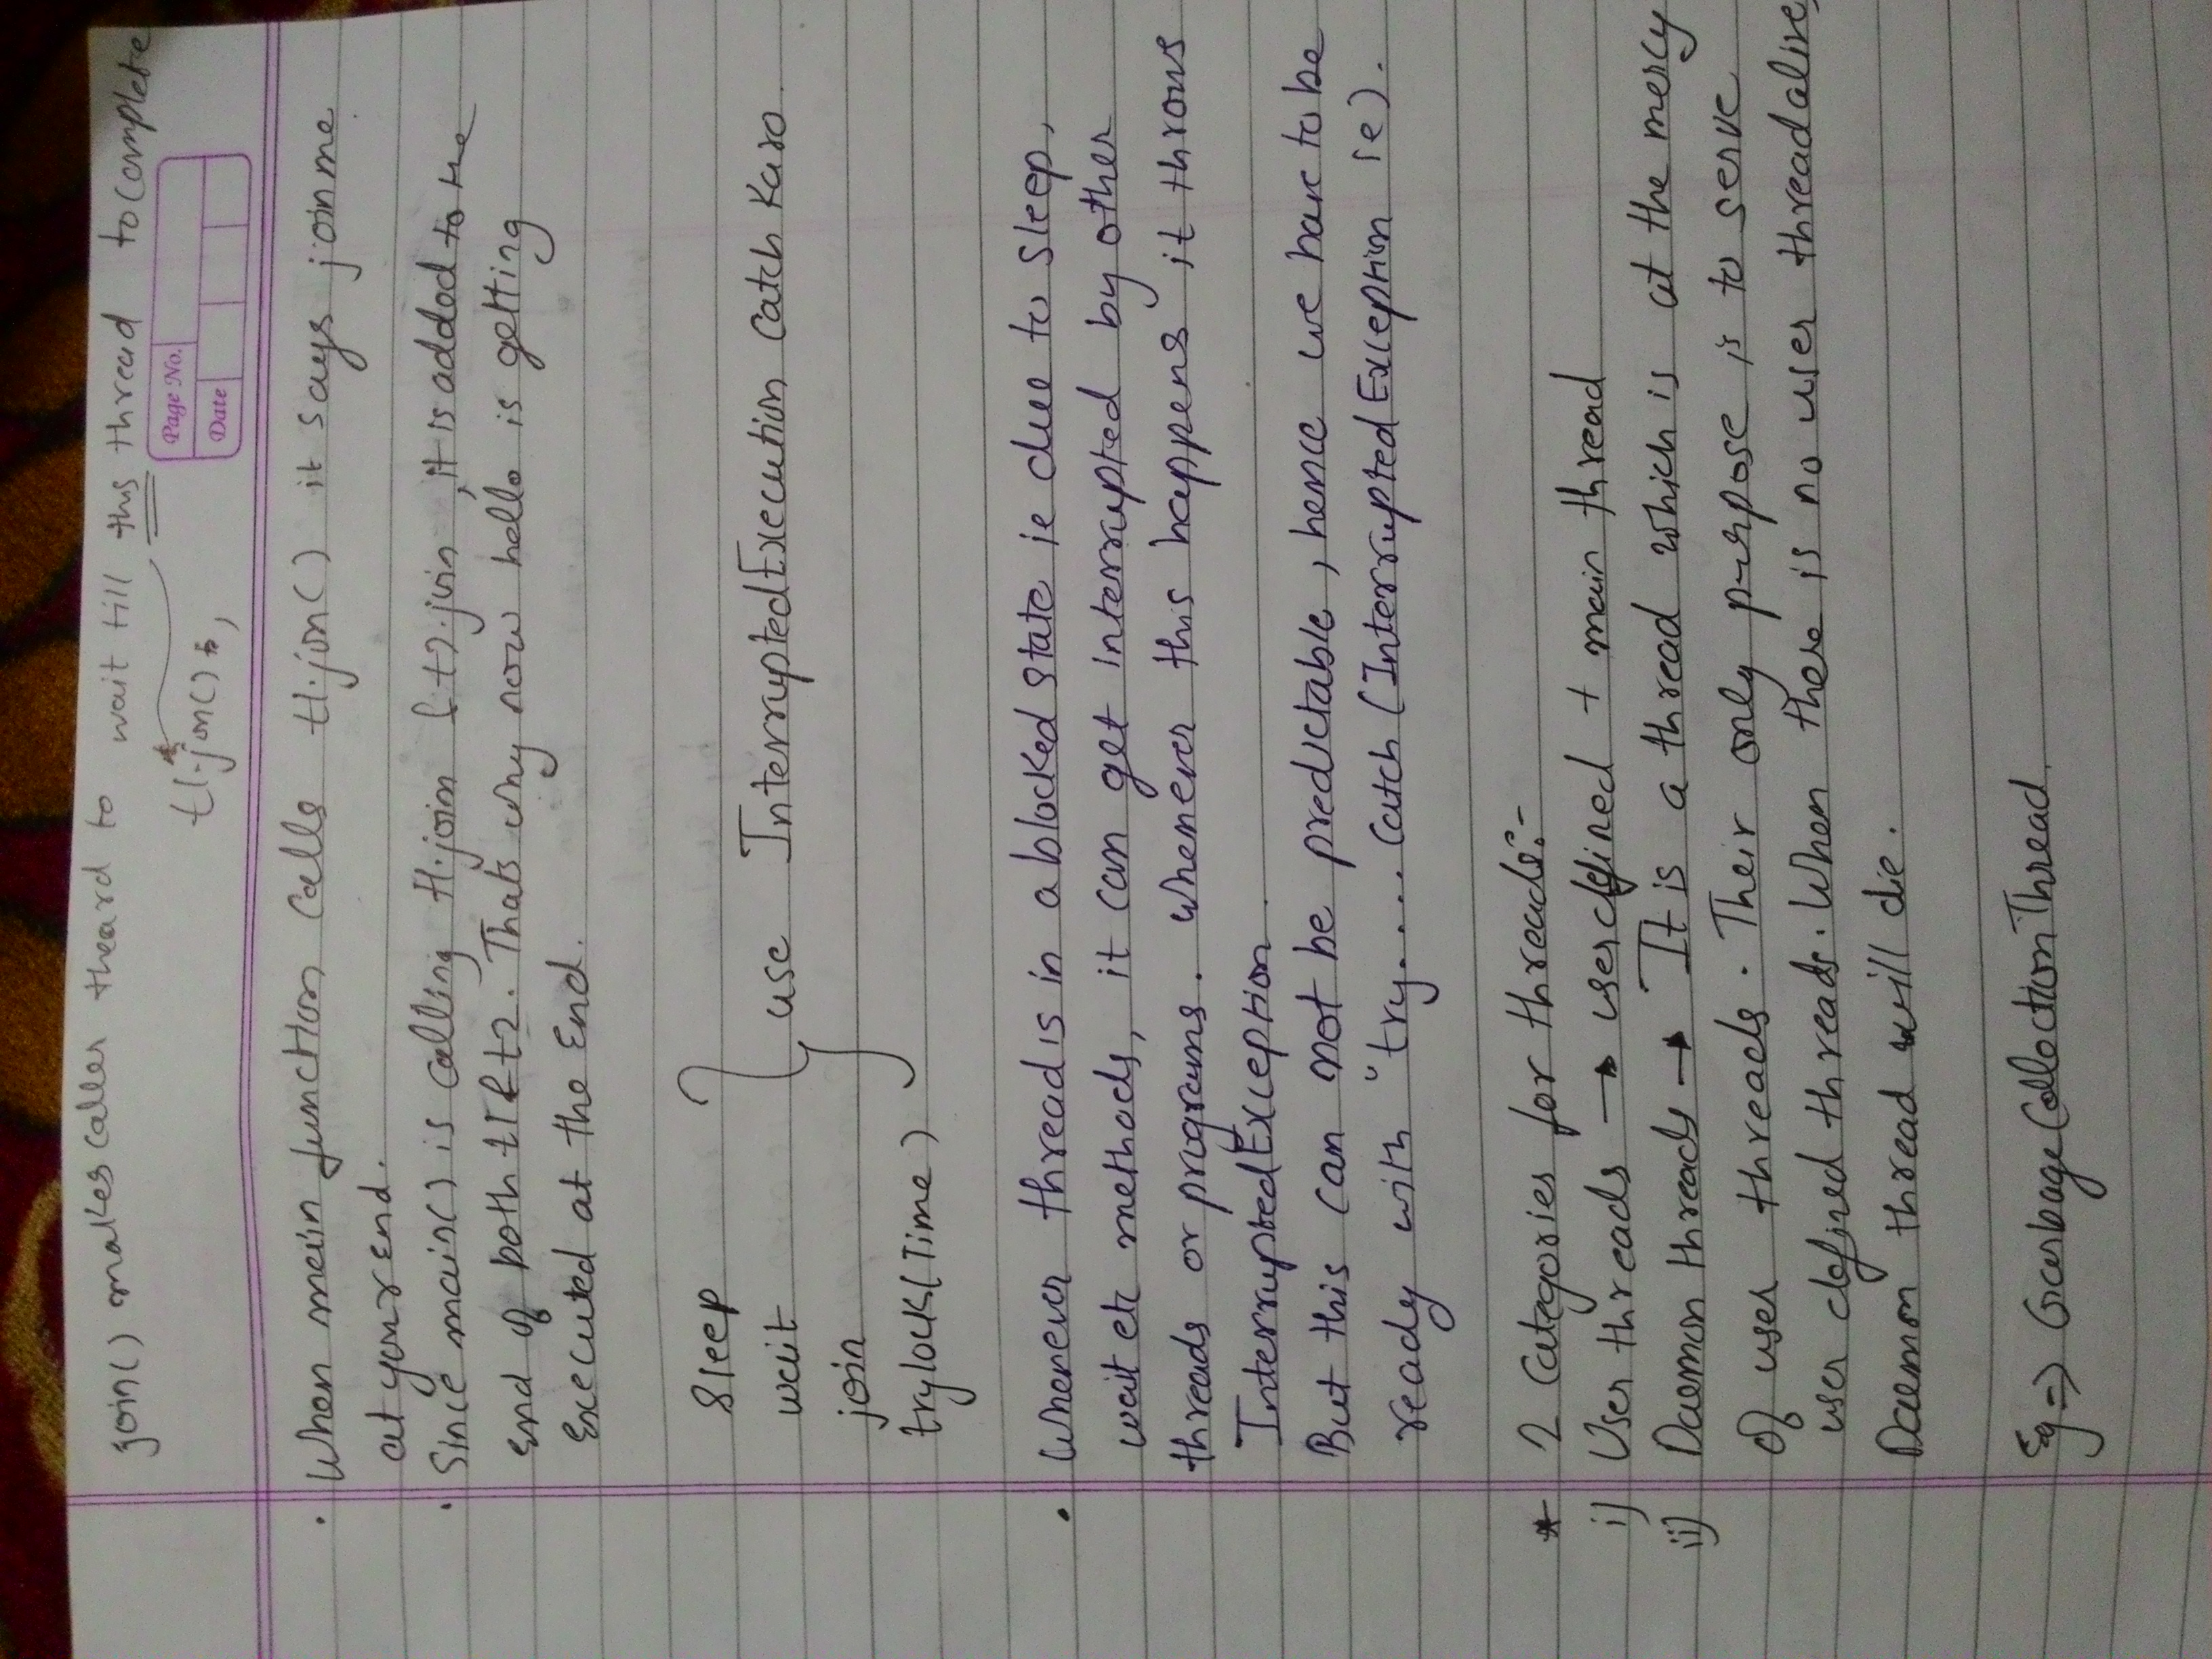 join() makes caller theard to wait till this thread to complete
t1.jon();
Page No.
Date
. When main function calls t1.jon() it says join me
at your end.
. Since main() is calling t1.join & t2.join, it is added to the
end of both t1 & t2. Thats why now hello is getting
executed at the end.
Sleep
wait
join
trylock(Time)
use InterruptedExecution catch Karo
. Whenever thread is in a blocked state ie due to sleep,
wait etc methods, it can get interrupted by other
threads or programs. Whenever this happens it throws
InterruptedException
But this can not be predictable, hence we have to be
ready with "try.... catch (InterruptedException ie).
* 2 Categories for threads:-
i) User threads → user defined + main thread
ii) Daemon threads → It is a thread which is at the mercy
of user threads. Their only purpose is to serve
user defined threads. When there is no user thread alive,
Daemon thread will die.
Eg => GarbageCollectionThread.